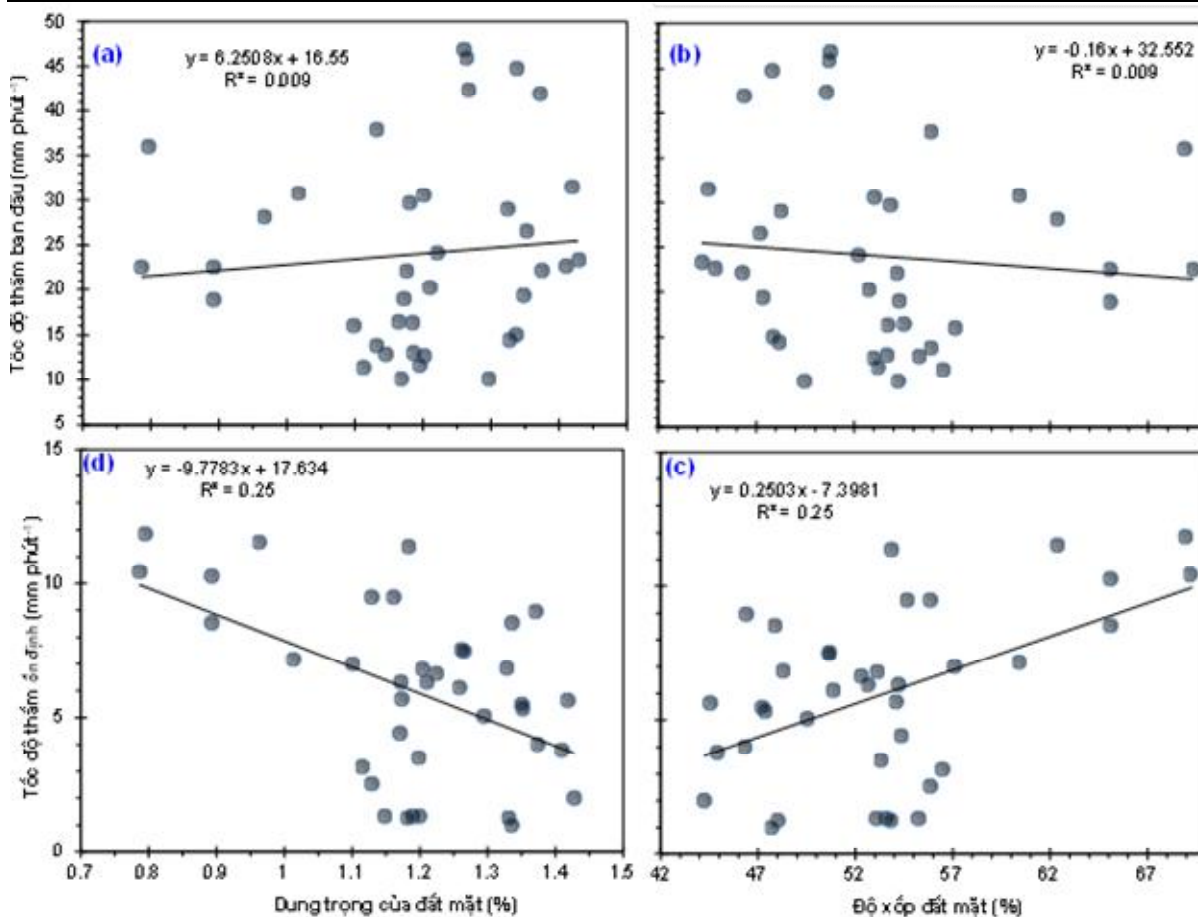 (a)
y = 6.2508x + 16.55
R² = 0.009
(b)
y = -0.16x + 32.552
R² = 0.009
Tốc độ thấm ban đầu (mm phút⁻¹)
50
45
40
35
30
25
20
15
10
5
(d)
y = -9.7783x + 17.634
R² = 0.25
(c)
y = 0.2503x - 7.3981
R² = 0.25
Tốc độ thấm ổn định (mm phút⁻¹)
15
10
5
0
0.7 0.8 0.9 1 1.1 1.2 1.3 1.4 1.5
42 47 52 57 62 67
Dung trọng của đất mặt (%)
Độ xốp đất mặt (%)